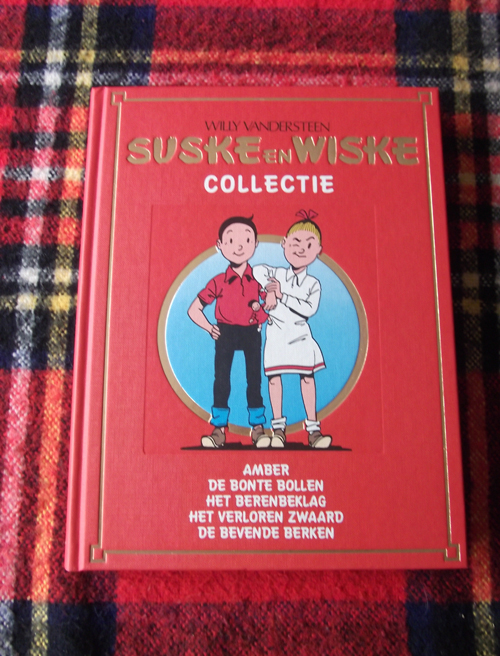 WILLY VANDERSTEEN
SUSKE EN WISKE
COLLECTIE
AMBER
DE BONTE BOLLEN
HET BERENBEKLAG
HET VERLOREN ZWAARD
DE BEVENDE BERKEN